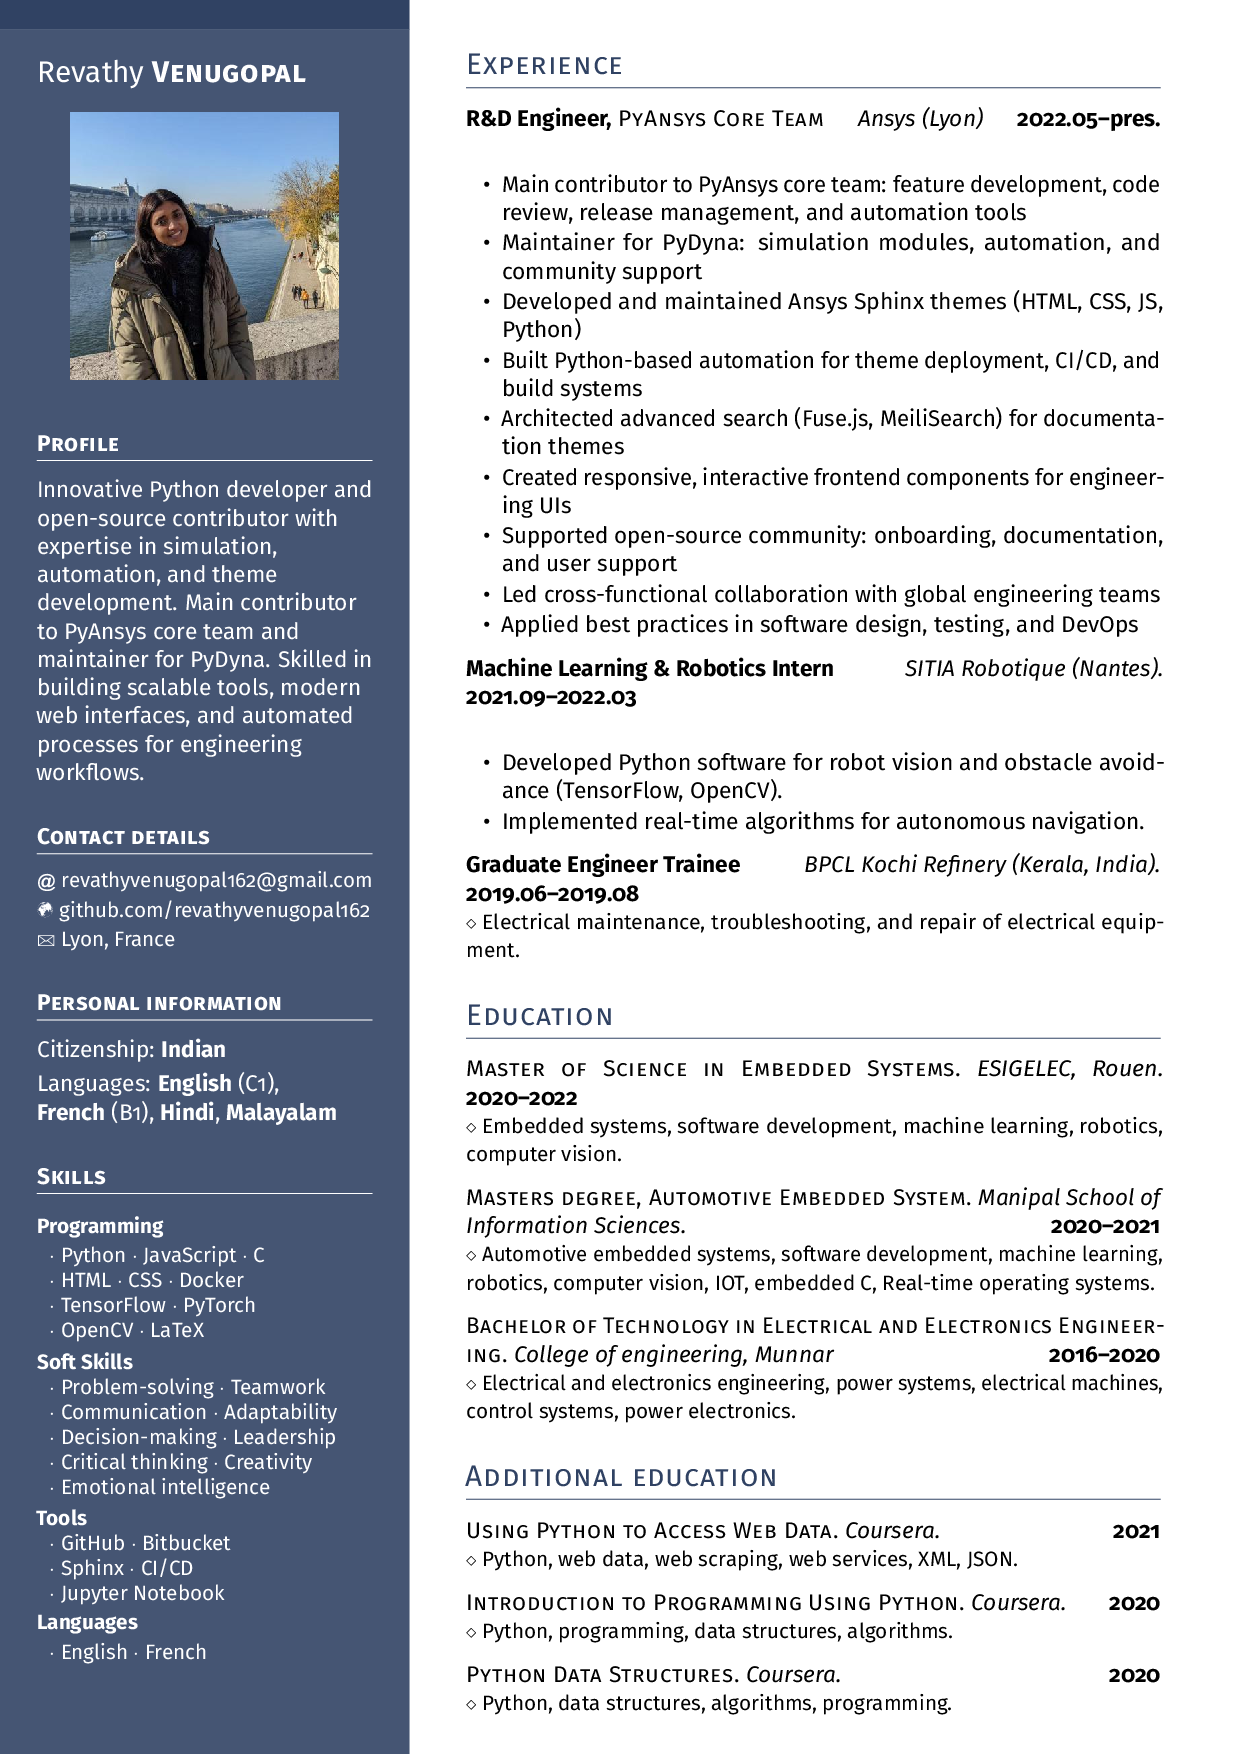 Revathy Venugopal
Profile
Innovative Python developer and
open-source contributor with
expertise in simulation,
automation, and theme
development. Main contributor
to PyAnsys core team and
maintainer for PyDyna. Skilled in
building scalable tools, modern
web interfaces, and automated
processes for engineering
workflows.
Contact details
@ revathyvenugopal162@gmail.com
github.com/revathyvenugopal162
Lyon, France
Personal information
Citizenship: Indian
Languages: English (C1),
French (B1), Hindi, Malayalam
Skills
Programming
· Python · JavaScript · C
· HTML · CSS · Docker
· TensorFlow · PyTorch
· OpenCV · LaTeX
Soft Skills
· Problem-solving · Teamwork
· Communication · Adaptability
· Decision-making · Leadership
· Critical thinking · Creativity
· Emotional intelligence
Tools
· GitHub · Bitbucket
· Sphinx · CI/CD
· Jupyter Notebook
Languages
· English · French
Experience
R&D Engineer, PyAnsys Core Team Ansys (Lyon) 2022.05–pres.
• Main contributor to PyAnsys core team: feature development, code
review, release management, and automation tools
• Maintainer for PyDyna: simulation modules, automation, and
community support
• Developed and maintained Ansys Sphinx themes (HTML, CSS, JS,
Python)
• Built Python-based automation for theme deployment, CI/CD, and
build systems
• Architected advanced search (Fuse.js, MeiliSearch) for documenta-
tion themes
• Created responsive, interactive frontend components for engineer-
ing UIs
• Supported open-source community: onboarding, documentation,
and user support
• Led cross-functional collaboration with global engineering teams
• Applied best practices in software design, testing, and DevOps
Machine Learning & Robotics Intern SITIA Robotique (Nantes).
2021.09–2022.03
• Developed Python software for robot vision and obstacle avoid-
ance (TensorFlow, OpenCV).
• Implemented real-time algorithms for autonomous navigation.
Graduate Engineer Trainee BPCL Kochi Refinery (Kerala, India).
2019.06–2019.08
◇ Electrical maintenance, troubleshooting, and repair of electrical equip-
ment.
Education
Master of Science in Embedded Systems. ESIGELEC, Rouen.
2020–2022
◇ Embedded systems, software development, machine learning, robotics,
computer vision.
Masters degree, Automotive Embedded System. Manipal School of
Information Sciences. 2020–2021
◇ Automotive embedded systems, software development, machine learning,
robotics, computer vision, IOT, embedded C, Real-time operating systems.
Bachelor of Technology in Electrical and Electronics Engineer-
ing. College of engineering, Munnar 2016–2020
◇ Electrical and electronics engineering, power systems, electrical machines,
control systems, power electronics.
Additional education
Using Python to Access Web Data. Coursera. 2021
◇ Python, web data, web scraping, web services, XML, JSON.
Introduction to Programming Using Python. Coursera. 2020
◇ Python, programming, data structures, algorithms.
Python Data Structures. Coursera. 2020
◇ Python, data structures, algorithms, programming.